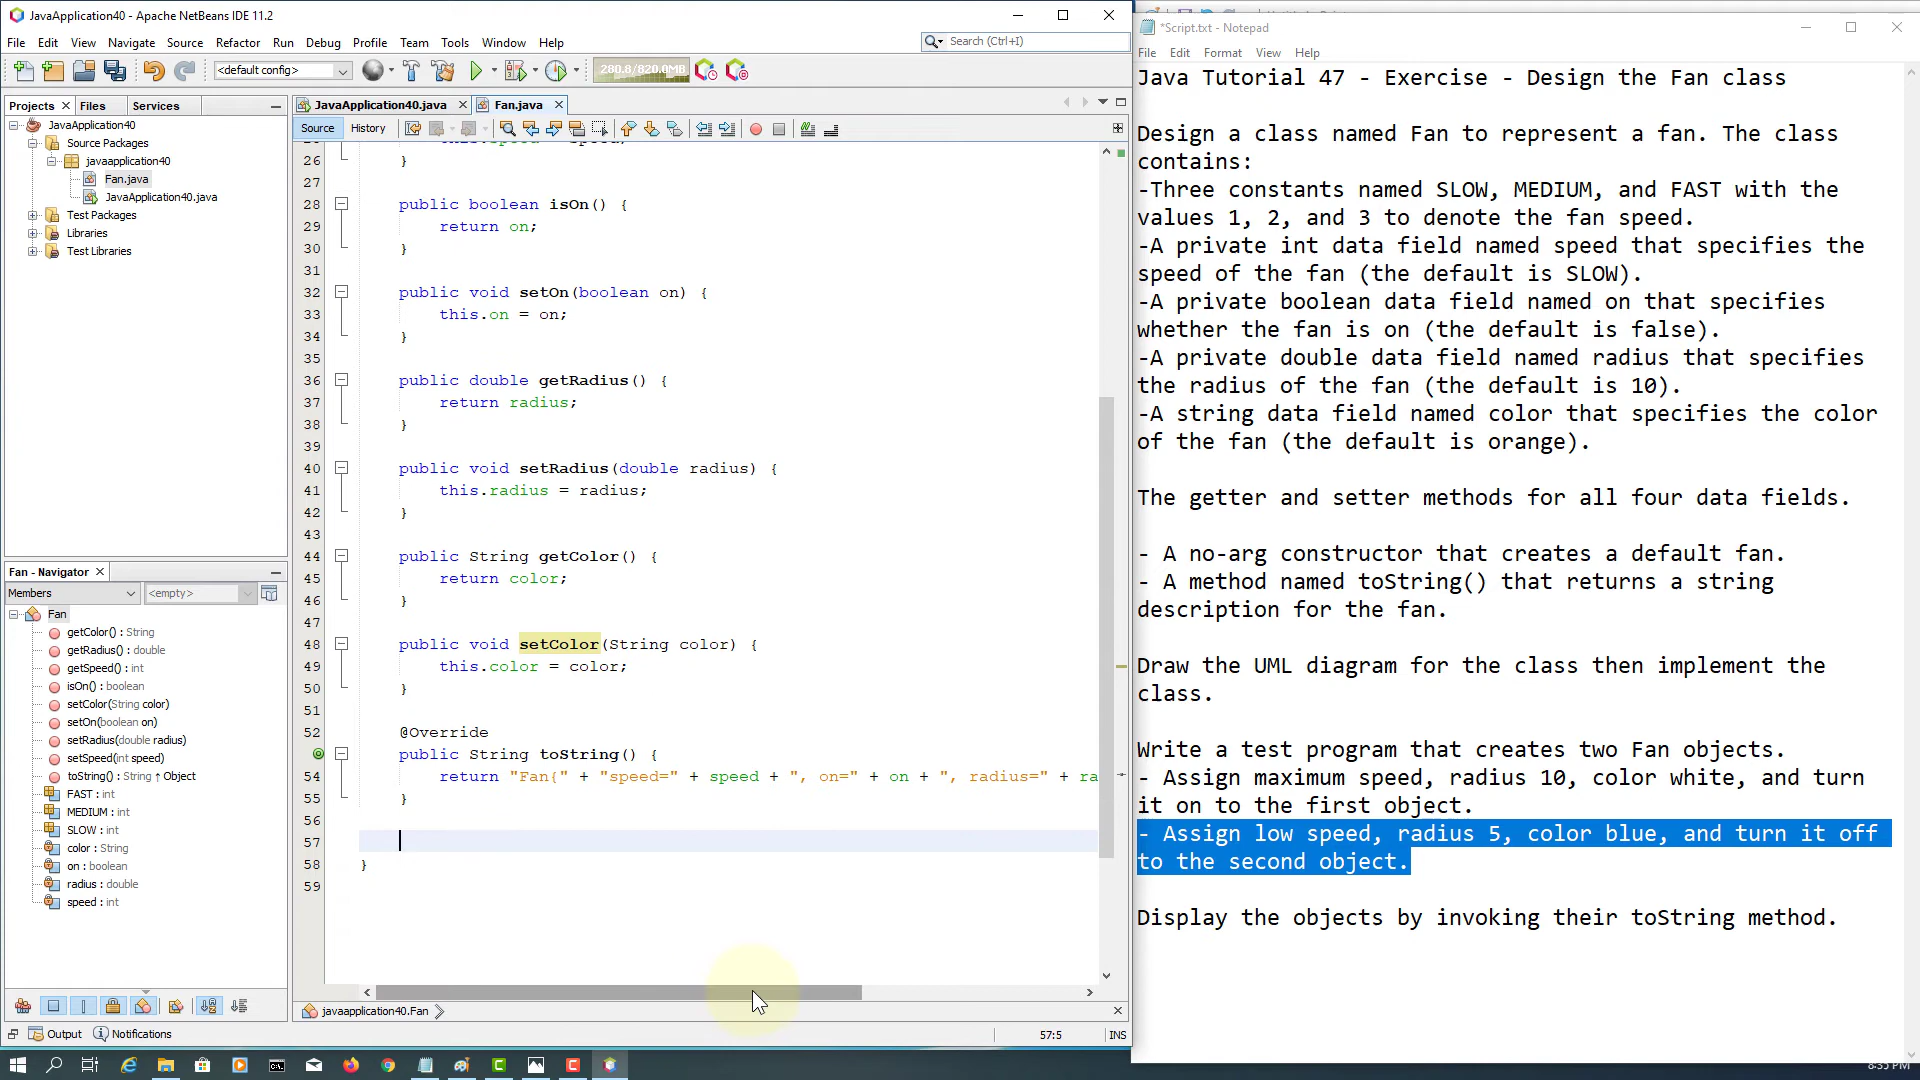 JavaApplication40 - Apache NetBeans IDE 11.2
File Edit View Navigate Source Refactor Run Debug Profile Team Tools Window Help
Search (Ctrl+I)
<default config>
280.8/820.0MB
Projects Files Services
JavaApplication40
Source Packages
javaapplication40
Fan.java
JavaApplication40.java
Test Packages
Libraries
Test Libraries
Fan - Navigator
Members <empty>
Fan
getColor() : String
getRadius() : double
getSpeed() : int
isOn() : boolean
setColor(String color)
setOn(boolean on)
setRadius(double radius)
setSpeed(int speed)
toString() : String ↑ Object
FAST : int
MEDIUM : int
SLOW : int
color : String
on : boolean
radius : double
speed : int
JavaApplication40.java Fan.java
Source History
this.speed = speed;
26 }
27
28 public boolean isOn() {
29 return on;
30 }
31
32 public void setOn(boolean on) {
33 this.on = on;
34 }
35
36 public double getRadius() {
37 return radius;
38 }
39
40 public void setRadius(double radius) {
41 this.radius = radius;
42 }
43
44 public String getColor() {
45 return color;
46 }
47
48 public void setColor(String color) {
49 this.color = color;
50 }
51
52 @Override
public String toString() {
54 return "Fan{" + "speed=" + speed + ", on=" + on + ", radius=" + ra
55 }
56
57
58 }
59
javaapplication40.Fan
Output Notifications
57:5 INS
*Script.txt - Notepad
File Edit Format View Help
Java Tutorial 47 - Exercise - Design the Fan class
Design a class named Fan to represent a fan. The class
contains:
-Three constants named SLOW, MEDIUM, and FAST with the
values 1, 2, and 3 to denote the fan speed.
-A private int data field named speed that specifies the
speed of the fan (the default is SLOW).
-A private boolean data field named on that specifies
whether the fan is on (the default is false).
-A private double data field named radius that specifies
the radius of the fan (the default is 10).
-A string data field named color that specifies the color
of the fan (the default is orange).
The getter and setter methods for all four data fields.
- A no-arg constructor that creates a default fan.
- A method named toString() that returns a string
description for the fan.
Draw the UML diagram for the class then implement the
class.
Write a test program that creates two Fan objects.
- Assign maximum speed, radius 10, color white, and turn
it on to the first object.
- Assign low speed, radius 5, color blue, and turn it off
to the second object.
Display the objects by invoking their toString method.
8:35 PM